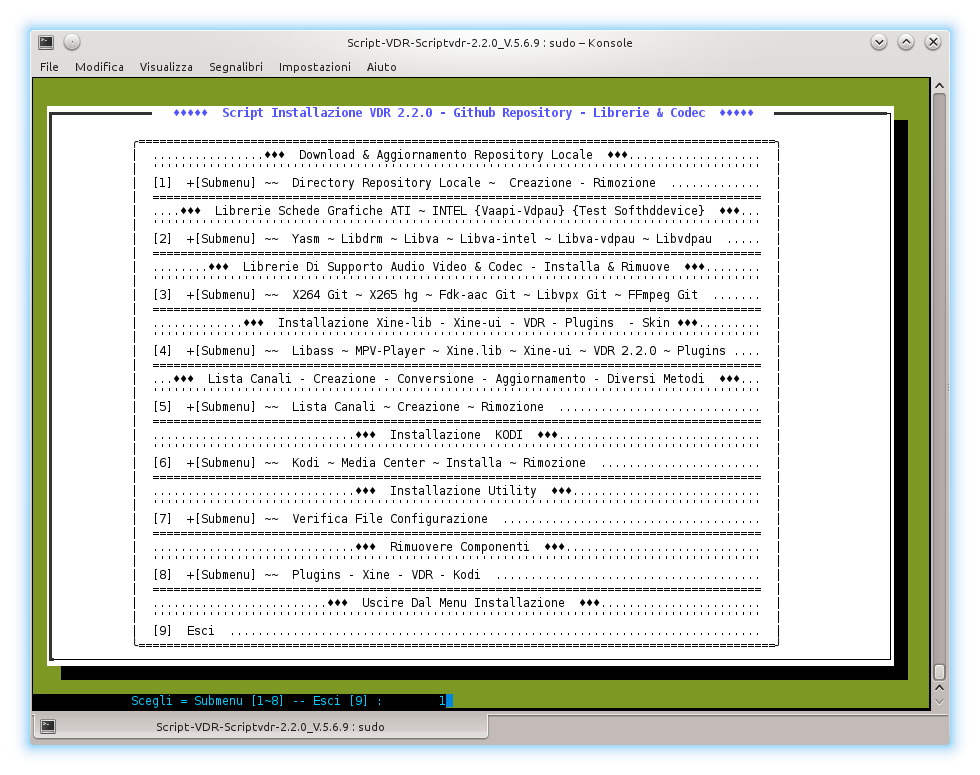 Script-VDR-Scriptvdr-2.2.0_V.5.6.9 : sudo – Konsole
File Modifica Visualizza Segnalibri Impostazioni Aiuto
♦♦♦♦♦ Script Installazione VDR 2.2.0 - Github Repository - Librerie & Codec ♦♦♦♦♦
................♦♦♦ Download & Aggiornamento Repository Locale ♦♦♦...................
[1] +[Submenu] ~~ Directory Repository Locale ~ Creazione - Rimozione .............
....♦♦♦ Librerie Schede Grafiche ATI ~ INTEL {Vaapi-Vdpau} {Test Softhddevice} ♦♦♦...
[2] +[Submenu] ~~ Yasm ~ Libdrm ~ Libva ~ Libva-intel ~ Libva-vdpau ~ Libvdpau .....
........♦♦♦ Librerie Di Supporto Audio Video & Codec - Installa & Rimuove ♦♦♦........
[3] +[Submenu] ~~ X264 Git ~ X265 hg ~ Fdk-aac Git ~ Libvpx Git ~ FFmpeg Git .......
.............♦♦♦ Installazione Xine-lib - Xine-ui - VDR - Plugins - Skin ♦♦♦.........
[4] +[Submenu] ~~ Libass ~ MPV-Player ~ Xine.lib ~ Xine-ui ~ VDR 2.2.0 ~ Plugins ....
...♦♦♦ Lista Canali - Creazione - Conversione - Aggiornamento - Diversi Metodi ♦♦♦...
[5] +[Submenu] ~~ Lista Canali ~ Creazione ~ Rimozione .............................
.............................♦♦♦ Installazione KODI ♦♦♦.............................
[6] +[Submenu] ~~ Kodi ~ Media Center ~ Installa ~ Rimozione .......................
.............................♦♦♦ Installazione Utility ♦♦♦...........................
[7] +[Submenu] ~~ Verifica File Configurazione .....................................
.............................♦♦♦ Rimuovere Componenti ♦♦♦............................
[8] +[Submenu] ~~ Plugins - Xine - VDR - Kodi ......................................
.........................♦♦♦ Uscire Dal Menu Installazione ♦♦♦.......................
[9] Esci ............................................................................
Scegli = Submenu [1~8] -- Esci [9] : 1
Script-VDR-Scriptvdr-2.2.0_V.5.6.9 : sudo